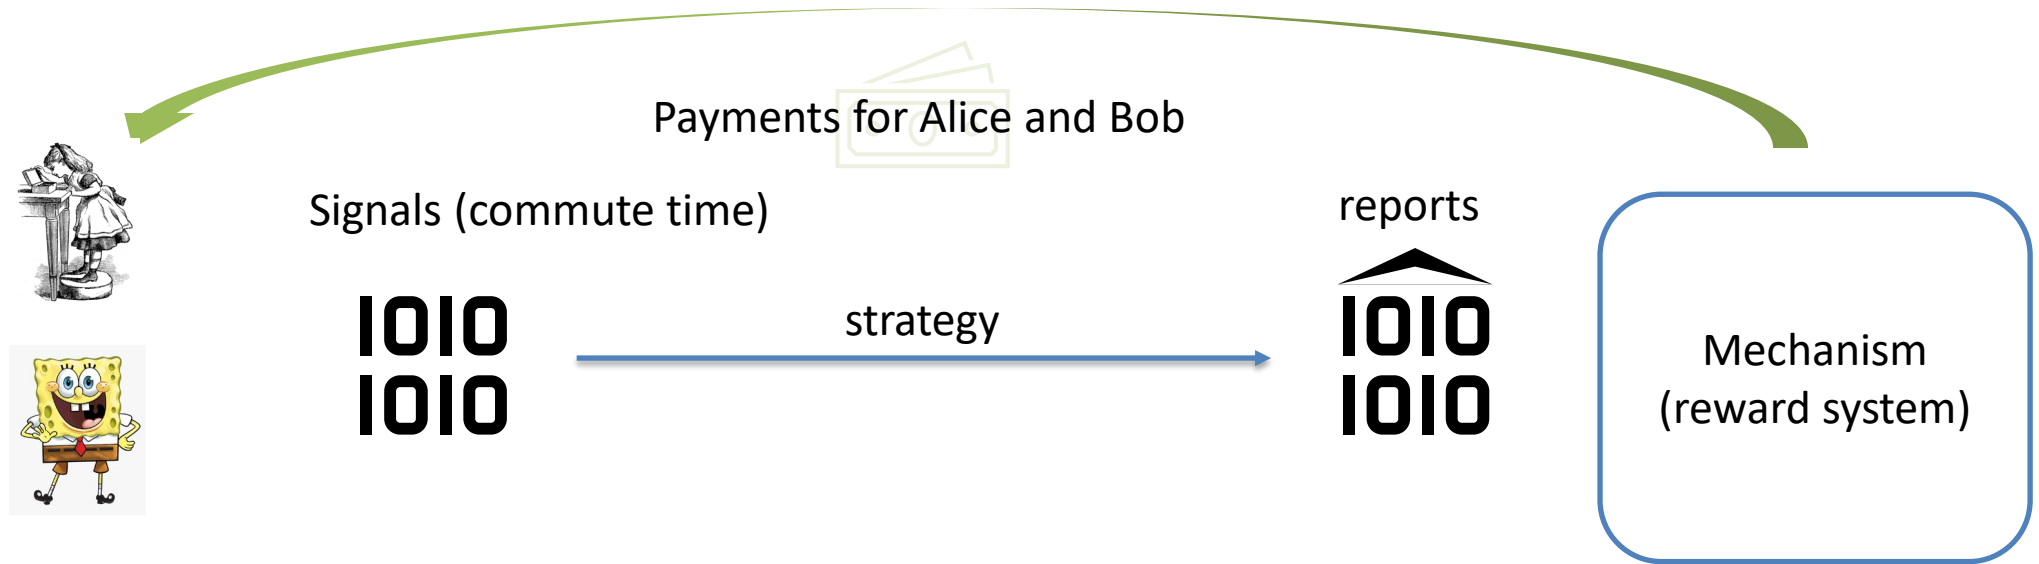 Payments for Alice and Bob
Signals (commute time)
reports
1010
1010
strategy
1010
1010
Mechanism
(reward system)